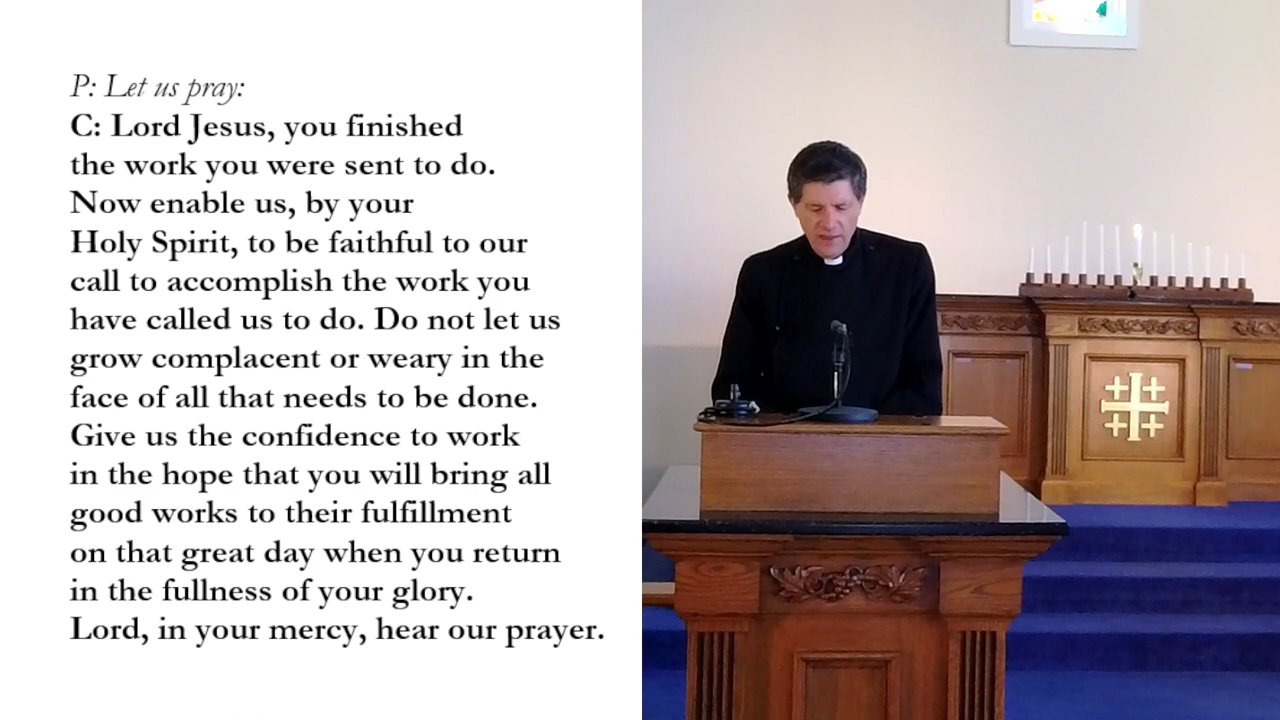 P: Let us pray:
C: Lord Jesus, you finished
the work you were sent to do.
Now enable us, by your
Holy Spirit, to be faithful to our
call to accomplish the work you
have called us to do. Do not let us
grow complacent or weary in the
face of all that needs to be done.
Give us the confidence to work
in the hope that you will bring all
good works to their fulfillment
on that great day when you return
in the fullness of your glory.
Lord, in your mercy, hear our prayer.